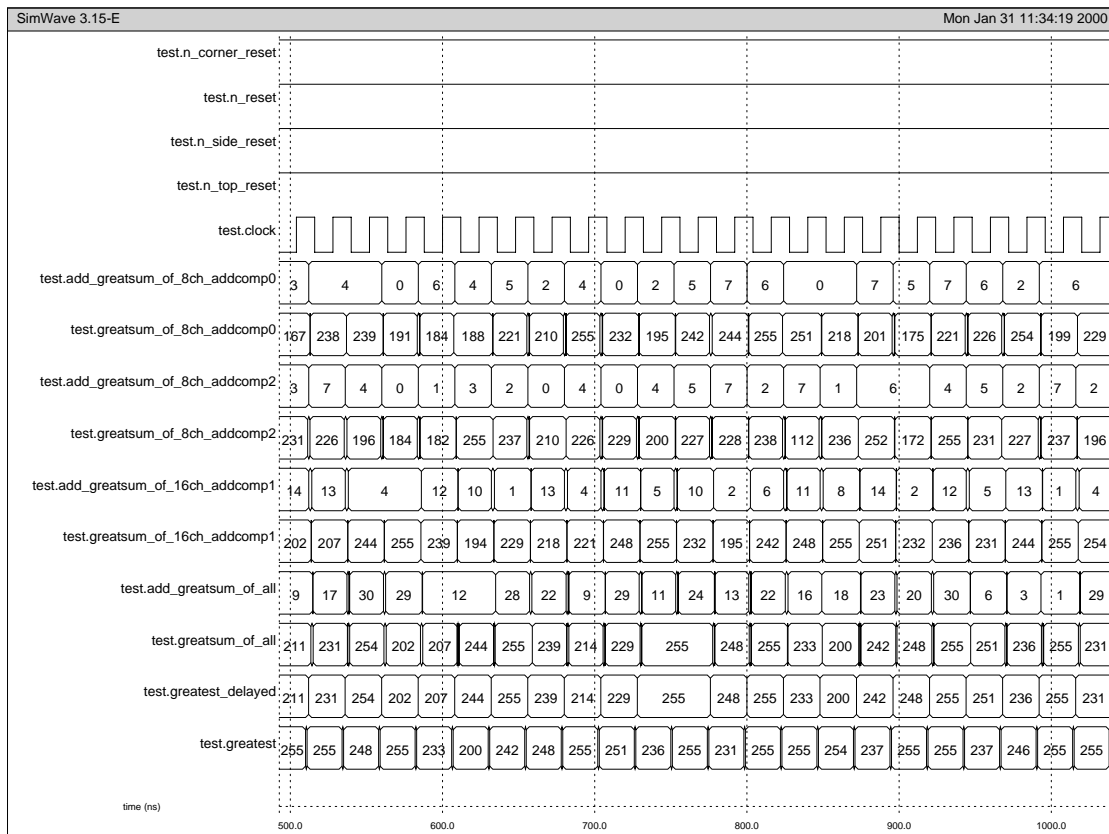 SimWave 3.15-E Mon Jan 31 11:34:19 2000
test.n_corner_reset
test.n_reset
test.n_side_reset
test.n_top_reset
test.clock
test.add_greatsum_of_8ch_addcomp0 3 4 0 6 4 5 2 4 0 2 5 7 6 0 7 5 7 6 2 6
test.greatsum_of_8ch_addcomp0 167 238 239 191 184 188 221 210 255 232 195 242 244 255 251 218 201 175 221 226 254 199 229
test.add_greatsum_of_8ch_addcomp2 3 7 4 0 1 3 2 0 4 0 4 5 7 2 7 1 6 4 5 2 7 2
test.greatsum_of_8ch_addcomp2 231 226 196 184 182 255 237 210 226 229 200 227 228 238 112 236 252 172 255 231 227 237 196
test.add_greatsum_of_16ch_addcomp1 14 13 4 12 10 1 13 4 11 5 10 2 6 11 8 14 2 12 5 13 1 4
test.greatsum_of_16ch_addcomp1 202 207 244 255 239 194 229 218 221 248 255 232 195 242 248 255 251 232 236 231 244 255 254
test.add_greatsum_of_all 9 17 30 29 12 28 22 9 29 11 24 13 22 16 18 23 20 30 6 3 1 29
test.greatsum_of_all 211 231 254 202 207 244 255 239 214 229 255 248 255 233 200 242 248 255 251 236 255 231
test.greatest_delayed 211 231 254 202 207 244 255 239 214 229 255 248 255 233 200 242 248 255 251 236 255 231
test.greatest 255 255 248 255 233 200 242 248 255 251 236 255 231 255 255 254 237 255 255 237 246 255 255
time (ns)
500.0 600.0 700.0 800.0 900.0 1000.0